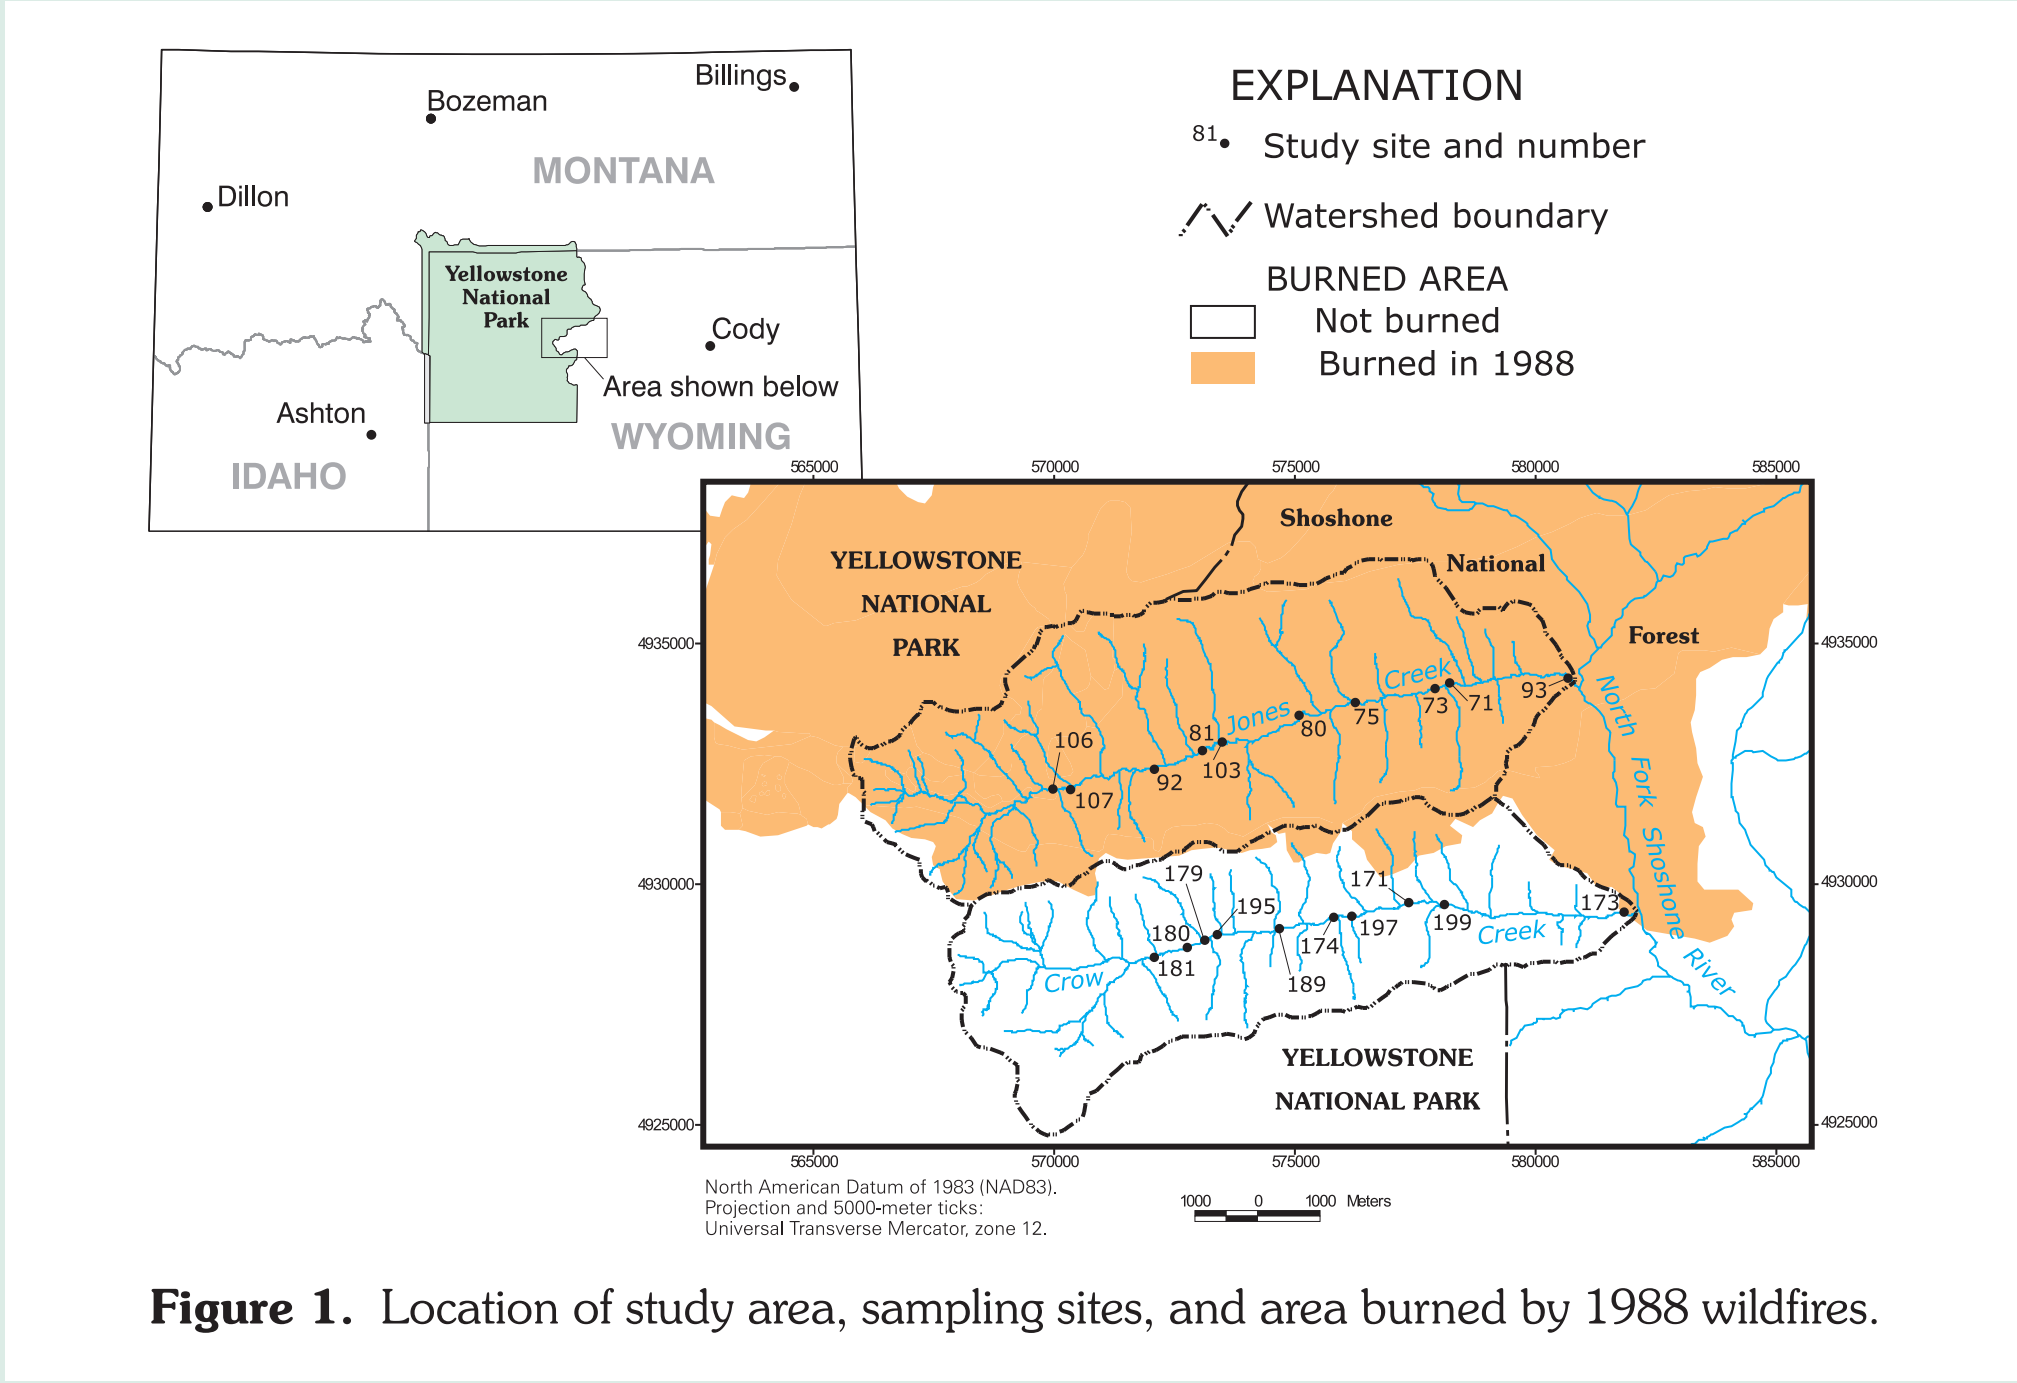 Billings
Bozeman
MONTANA
Dillon
Yellowstone
National
Park
Cody
Area shown below
Ashton
WYOMING
IDAHO
EXPLANATION
81 Study site and number
Watershed boundary
BURNED AREA
Not burned
Burned in 1988
565000 570000 575000 580000 585000
Shoshone
National
Forest
YELLOWSTONE
NATIONAL
PARK
4935000 4935000
Jones Creek
106
107
92
81
103
80
75
73
71
93
North Fork Shoshone River
4930000 4930000
Crow Creek
179
195
180
181
189
174
197
171
199
173
YELLOWSTONE
NATIONAL PARK
4925000 4925000
565000 570000 575000 580000 585000
North American Datum of 1983 (NAD83).
Projection and 5000-meter ticks:
Universal Transverse Mercator, zone 12.
1000 0 1000 Meters
Figure 1. Location of study area, sampling sites, and area burned by 1988 wildfires.